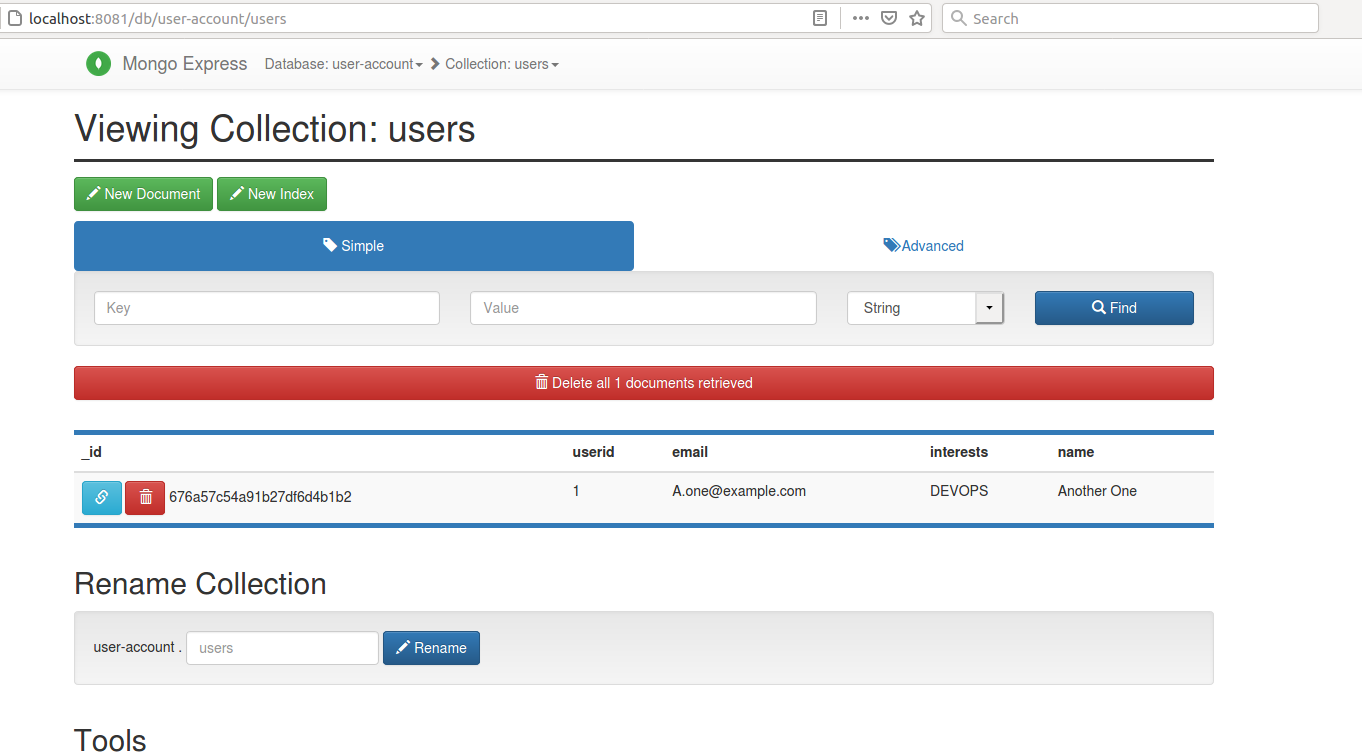 localhost:8081/db/user-account/users
Search
Mongo Express Database: user-account Collection: users
Viewing Collection: users
New Document New Index
Simple Advanced
Key Value String Find
Delete all 1 documents retrieved
_id userid email interests name
676a57c54a91b27df6d4b1b2 1 A.one@example.com DEVOPS Another One
Rename Collection
user-account . users Rename
Tools